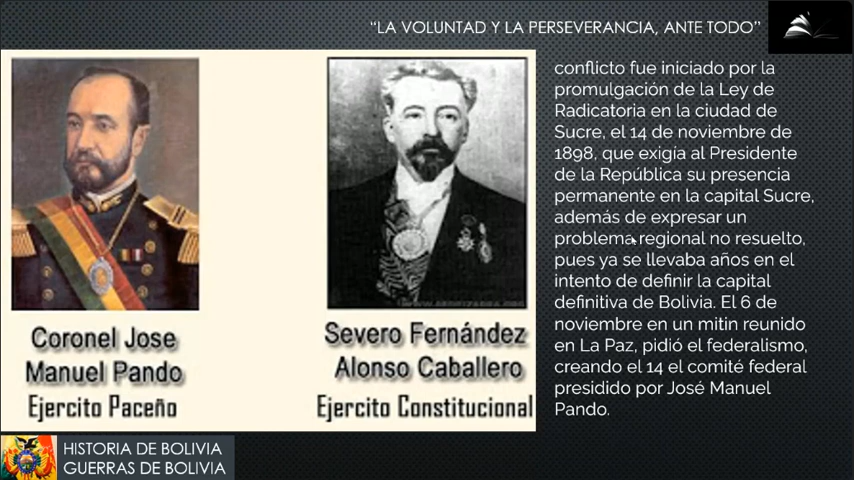 “LA VOLUNTAD Y LA PERSEVERANCIA, ANTE TODO”
conflicto fue iniciado por la
promulgación de la Ley de
Radicatoria en la ciudad de
Sucre, el 14 de noviembre de
1898, que exigía al Presidente
de la República su presencia
permanente en la capital Sucre,
además de expresar un
problema regional no resuelto,
pues ya se llevaba años en el
intento de definir la capital
definitiva de Bolivia. El 6 de
noviembre en un mitin reunido
en La Paz, pidió el federalismo,
creando el 14 el comité federal
presidido por José Manuel
Pando.
Coronel Jose
Manuel Pando
Ejercito Paceño
Severo Fernández
Alonso Caballero
Ejercito Constitucional
HISTORIA DE BOLIVIA
GUERRAS DE BOLIVIA